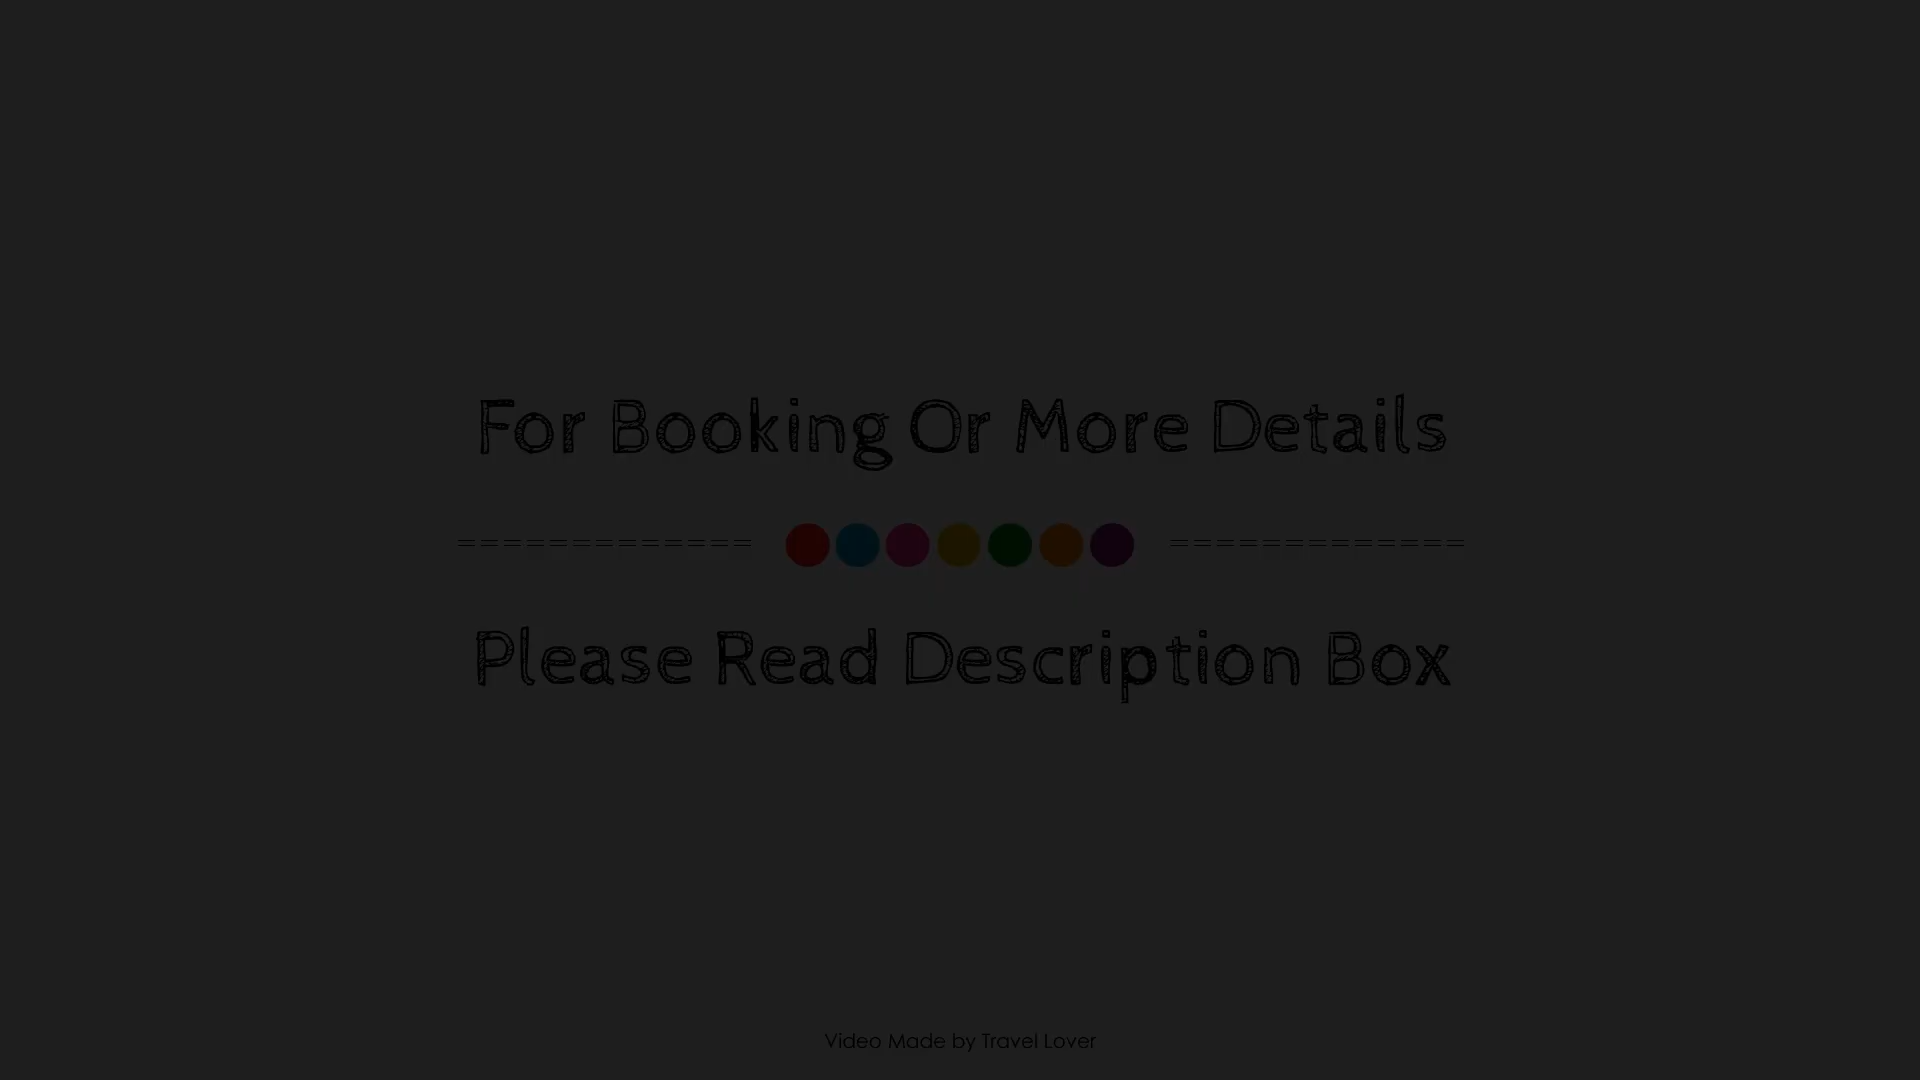 For Booking Or More Details
============= =============
Please Read Description Box
Video Made by Travel Lover